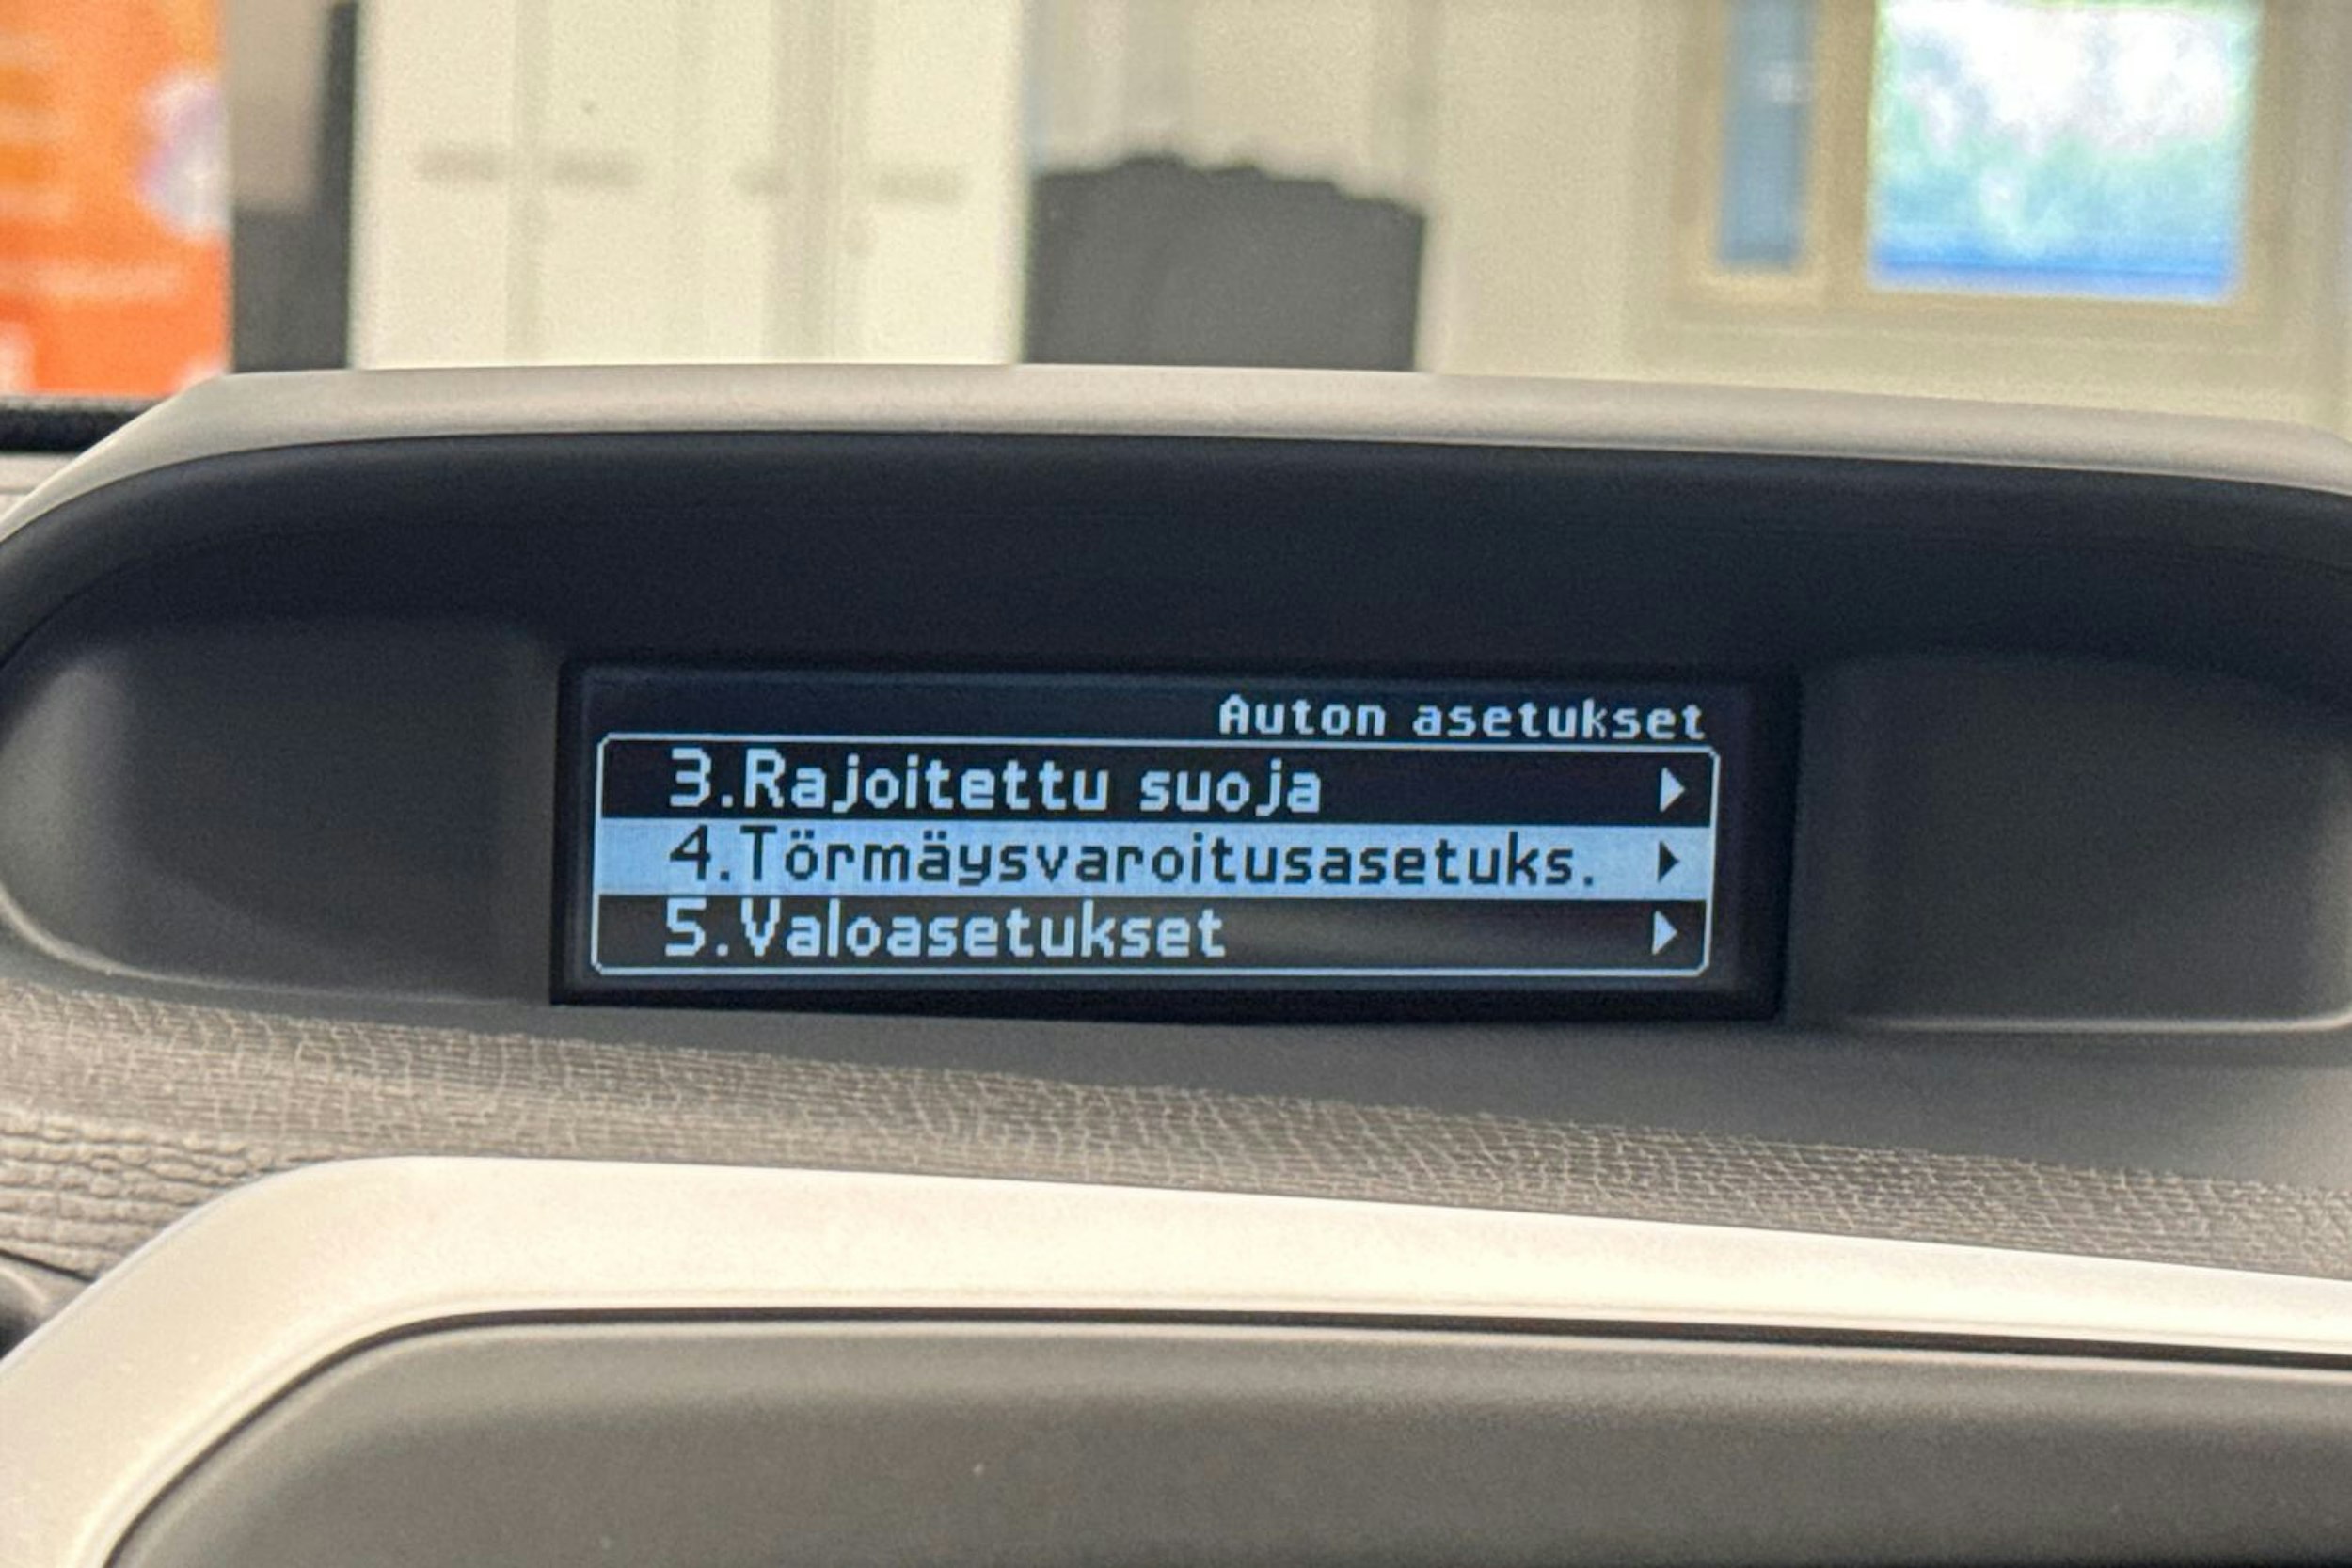 Auton asetukset
3.Rajoitettu suoja
4.Törmäysvaroitusasetuks.
5.Valoasetukset